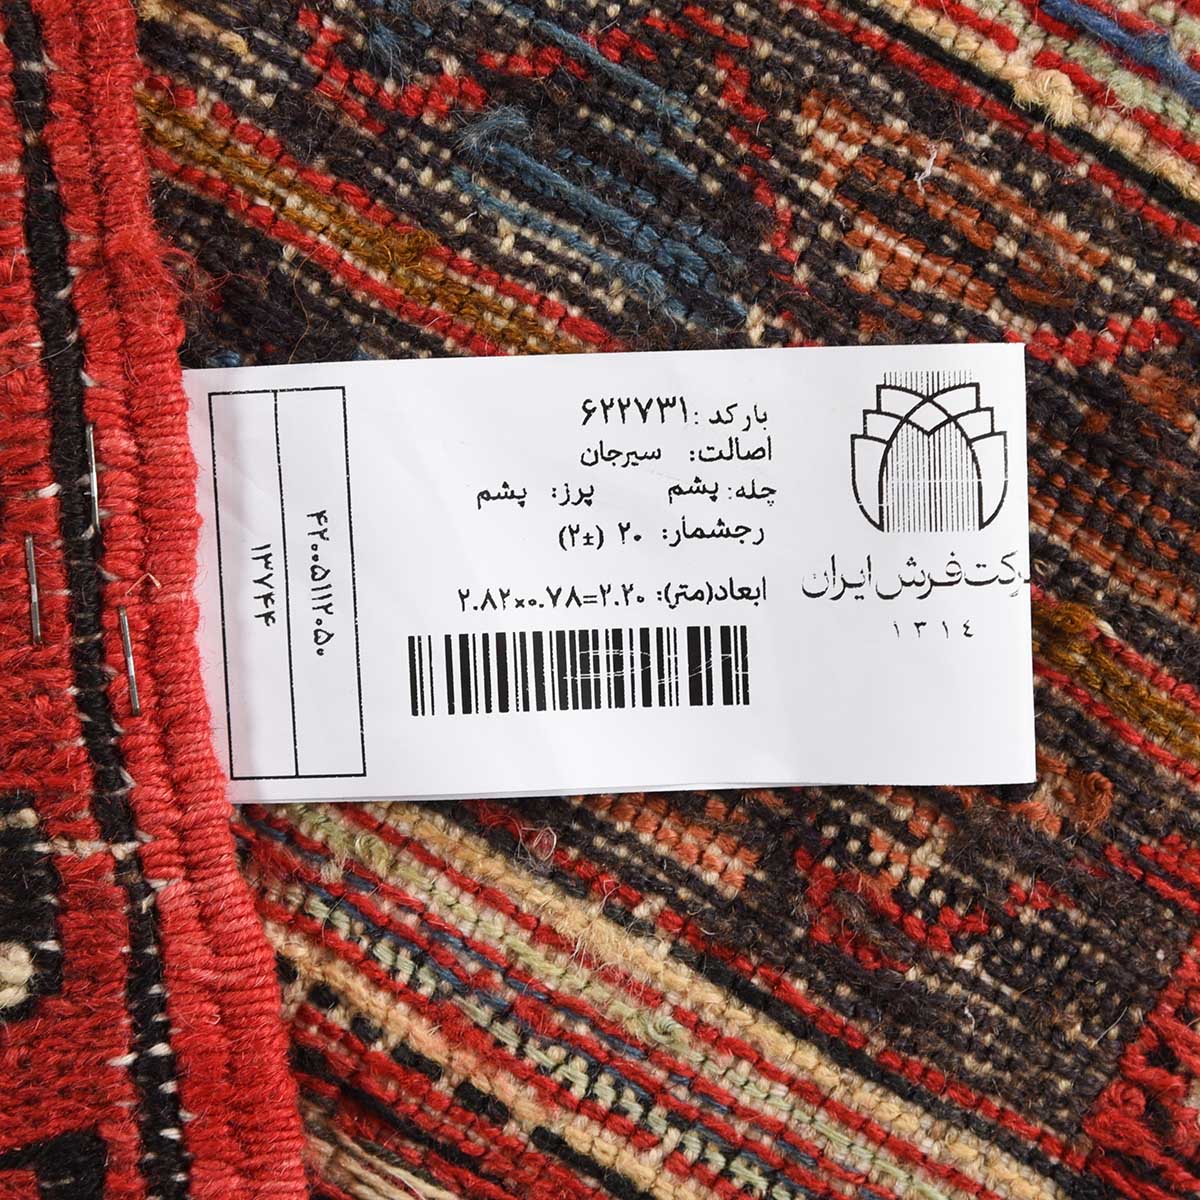 بارکد: ۶۲۲۷۳۱
اصالت: سیرجان
چله: پشم پرز: پشم
رجشمار: ۲۰ (±۲)
ابعاد(متر): ۲.۸۲×۰.۷۸=۲.۲۰
شرکت فرش ایران
۱۳۱٤
۴۲۰۰۵۱۱۲۰۵۰
۱۳۷۴۴